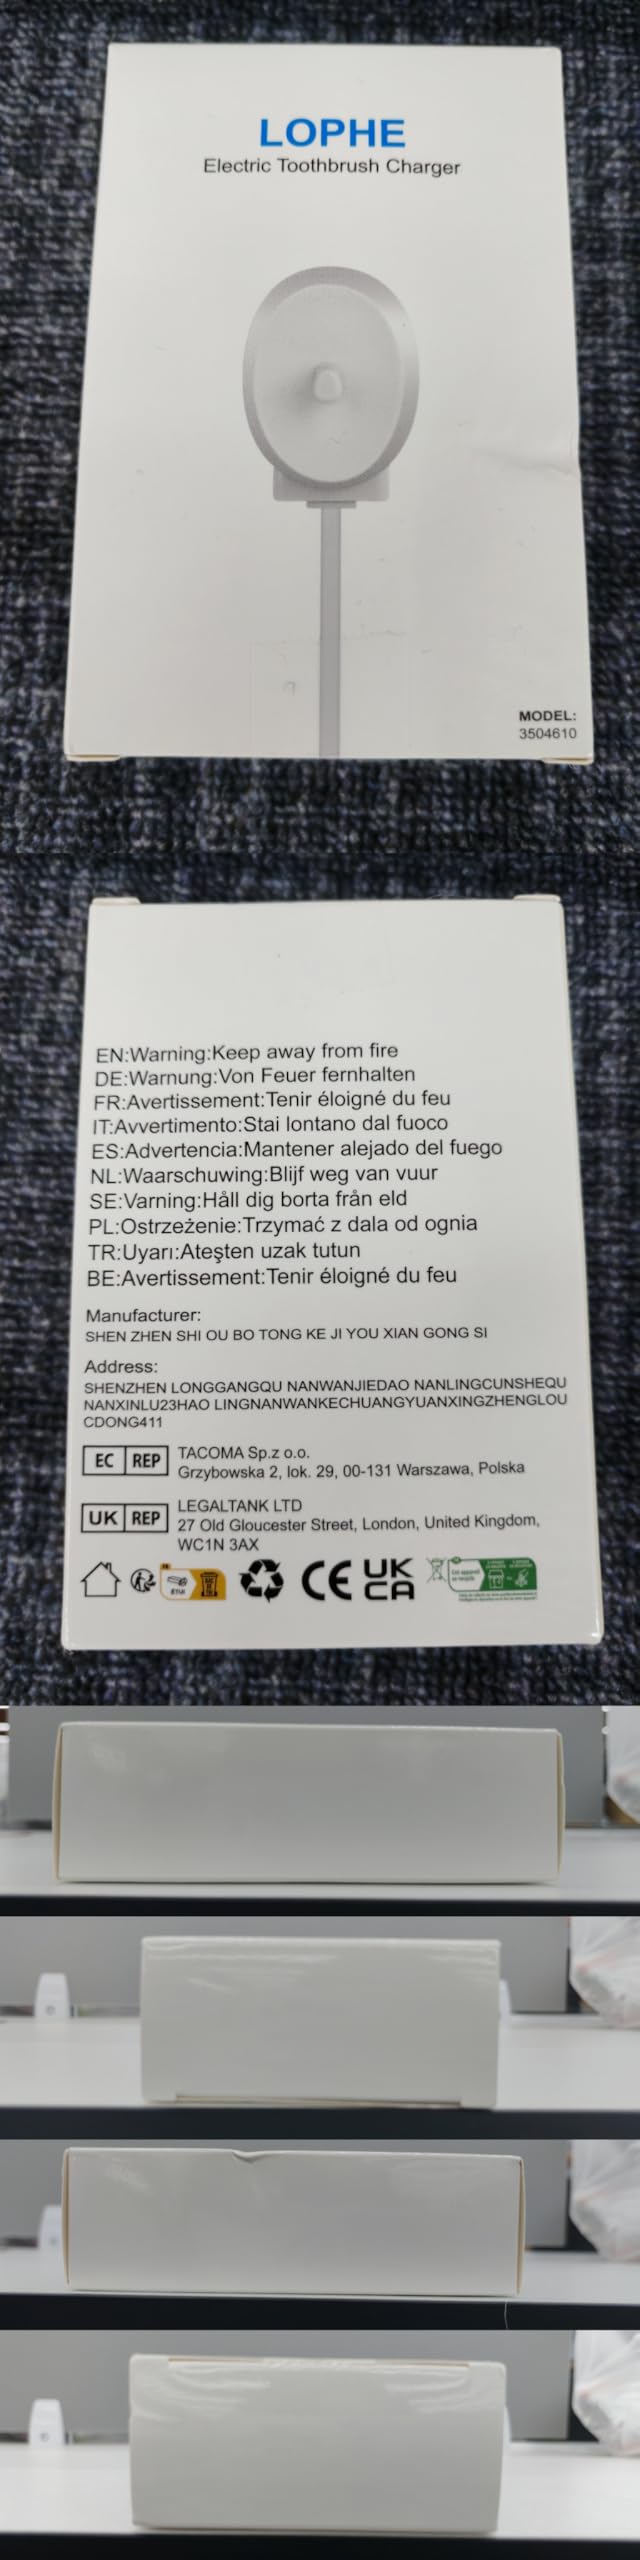 LOPHE
Electric Toothbrush Charger
MODEL:
3504610
EN:Warning:Keep away from fire
DE:Warnung:Von Feuer fernhalten
FR:Avertissement:Tenir éloigné du feu
IT:Avvertimento:Stai lontano dal fuoco
ES:Advertencia:Mantener alejado del fuego
NL:Waarschuwing:Blijf weg van vuur
SE:Varning:Håll dig borta från eld
PL:Ostrzeżenie:Trzymać z dala od ognia
TR:Uyarı:Ateşten uzak tutun
BE:Avertissement:Tenir éloigné du feu
Manufacturer:
SHEN ZHEN SHI OU BO TONG KE JI YOU XIAN GONG SI
Address:
SHENZHEN LONGGANGQU NANWANJIEDAO NANLINGCUNSHEQU
NANXINLU23HAO LINGNANWANKECHUANGYUANXINGZHENGLOU
CDONG411
EC REP TACOMA Sp.z o.o.
Grzybowska 2, lok. 29, 00-131 Warszawa, Polska
UK REP LEGALTANK LTD
27 Old Gloucester Street, London, United Kingdom,
WC1N 3AX
ÉTUI
CE UK CA
Cet appareil
se recycle